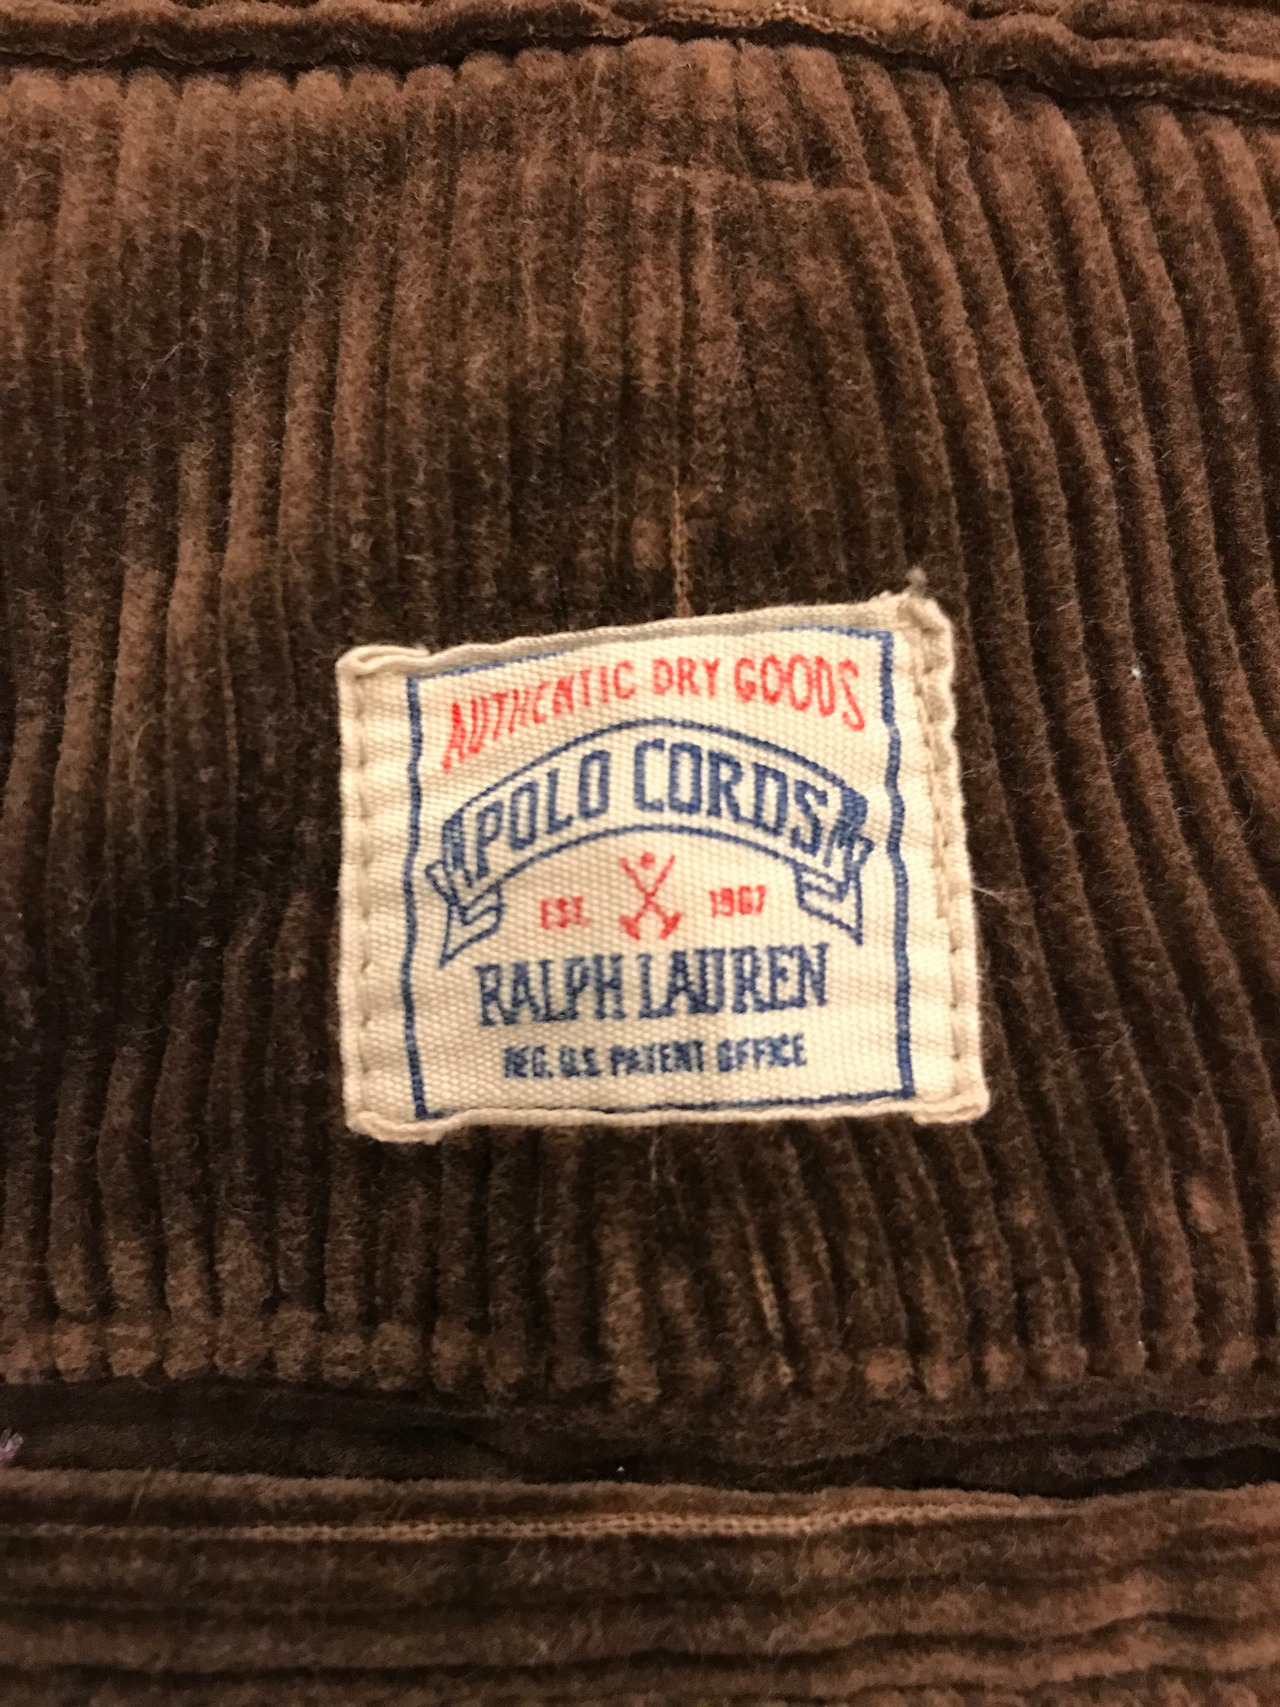 AUTHENTIC DRY GOODS
POLO CORDS
EST. 1967
RALPH LAUREN
REG. U.S. PATENT OFFICE